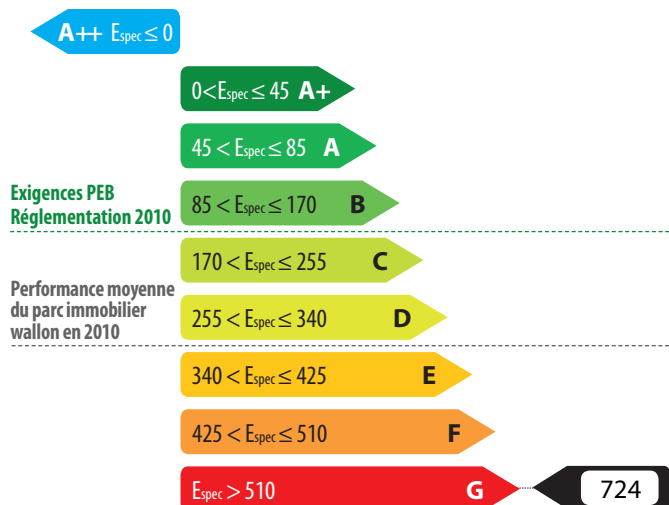 A++ Espec ≤ 0
0<Espec ≤ 45 A+
45 < Espec ≤ 85 A
Exigences PEB
Réglementation 2010
85 < Espec ≤ 170 B
170 < Espec ≤ 255 C
Performance moyenne
du parc immobilier
wallon en 2010
255 < Espec ≤ 340 D
340 < Espec ≤ 425 E
425 < Espec ≤ 510 F
Espec > 510 G 724